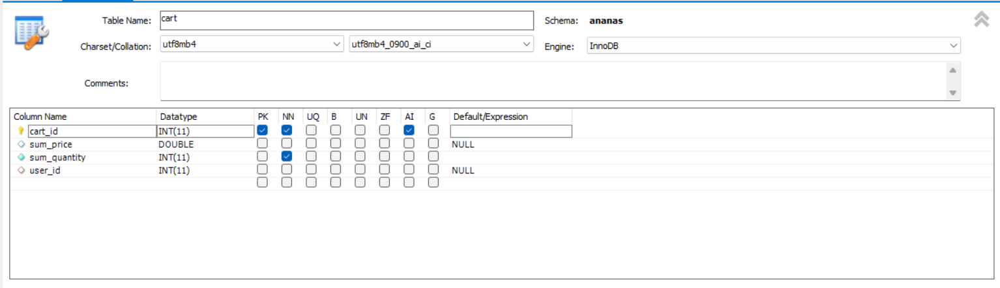 Table Name: cart Schema: ananas
Charset/Collation: utf8mb4 utf8mb4_0900_ai_ci Engine: InnoDB
Comments:
Column Name Datatype PK NN UQ B UN ZF AI G Default/Expression
cart_id INT(11)
sum_price DOUBLE NULL
sum_quantity INT(11)
user_id INT(11) NULL